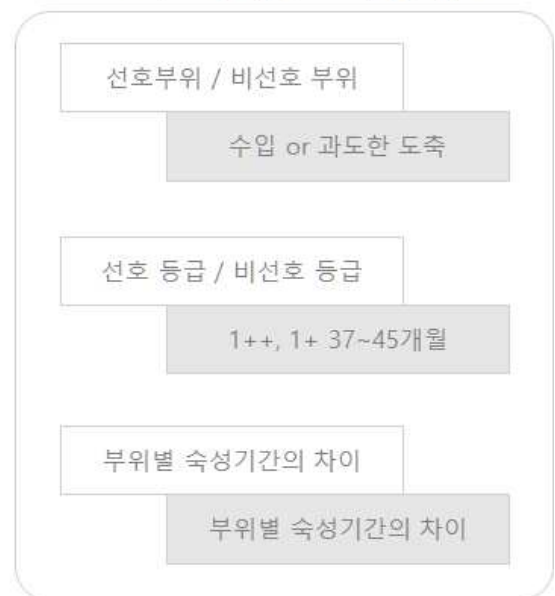 선호부위 / 비선호 부위
수입 or 과도한 도축
선호 등급 / 비선호 등급
1++, 1+ 37~45개월
부위별 숙성기간의 차이
부위별 숙성기간의 차이